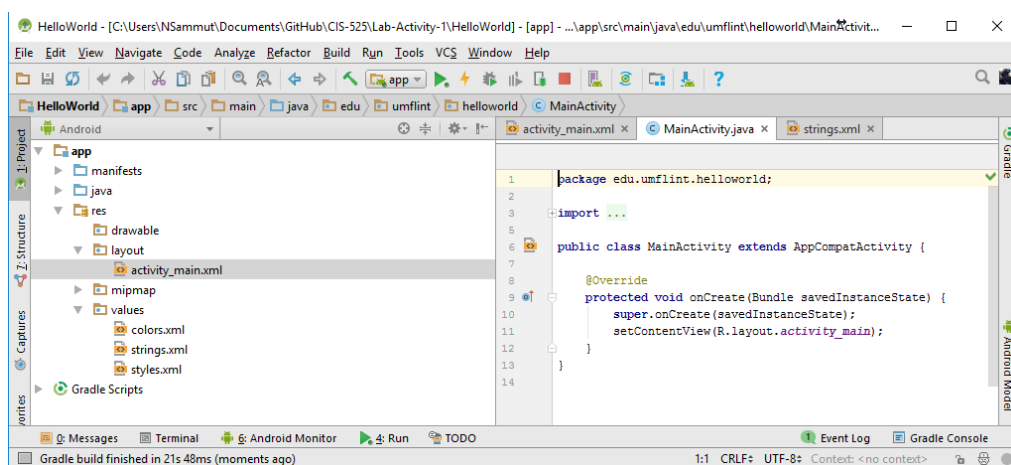 HelloWorld - [C:\Users\NSammut\Documents\GitHub\CIS-525\Lab-Activity-1\HelloWorld] - [app] - ...\app\src\main\java\edu\umflint\helloworld\MainActivit...
File Edit View Navigate Code Analyze Refactor Build Run Tools VCS Window Help
app
HelloWorld app src main java edu umflint helloworld MainActivity
1: Project
Z: Structure
Captures
vorites
Android
app
manifests
java
res
drawable
layout
activity_main.xml
mipmap
values
colors.xml
strings.xml
styles.xml
Gradle Scripts
activity_main.xml MainActivity.java strings.xml
1 package edu.umflint.helloworld;
2
3 import ...
5
6 public class MainActivity extends AppCompatActivity {
7
8 @Override
9 protected void onCreate(Bundle savedInstanceState) {
10 super.onCreate(savedInstanceState);
11 setContentView(R.layout.activity_main);
12 }
13 }
14
Gradle
Android Model
0: Messages Terminal 6: Android Monitor 4: Run TODO 1 Event Log Gradle Console
Gradle build finished in 21s 48ms (moments ago) 1:1 CRLF UTF-8 Context: <no context>